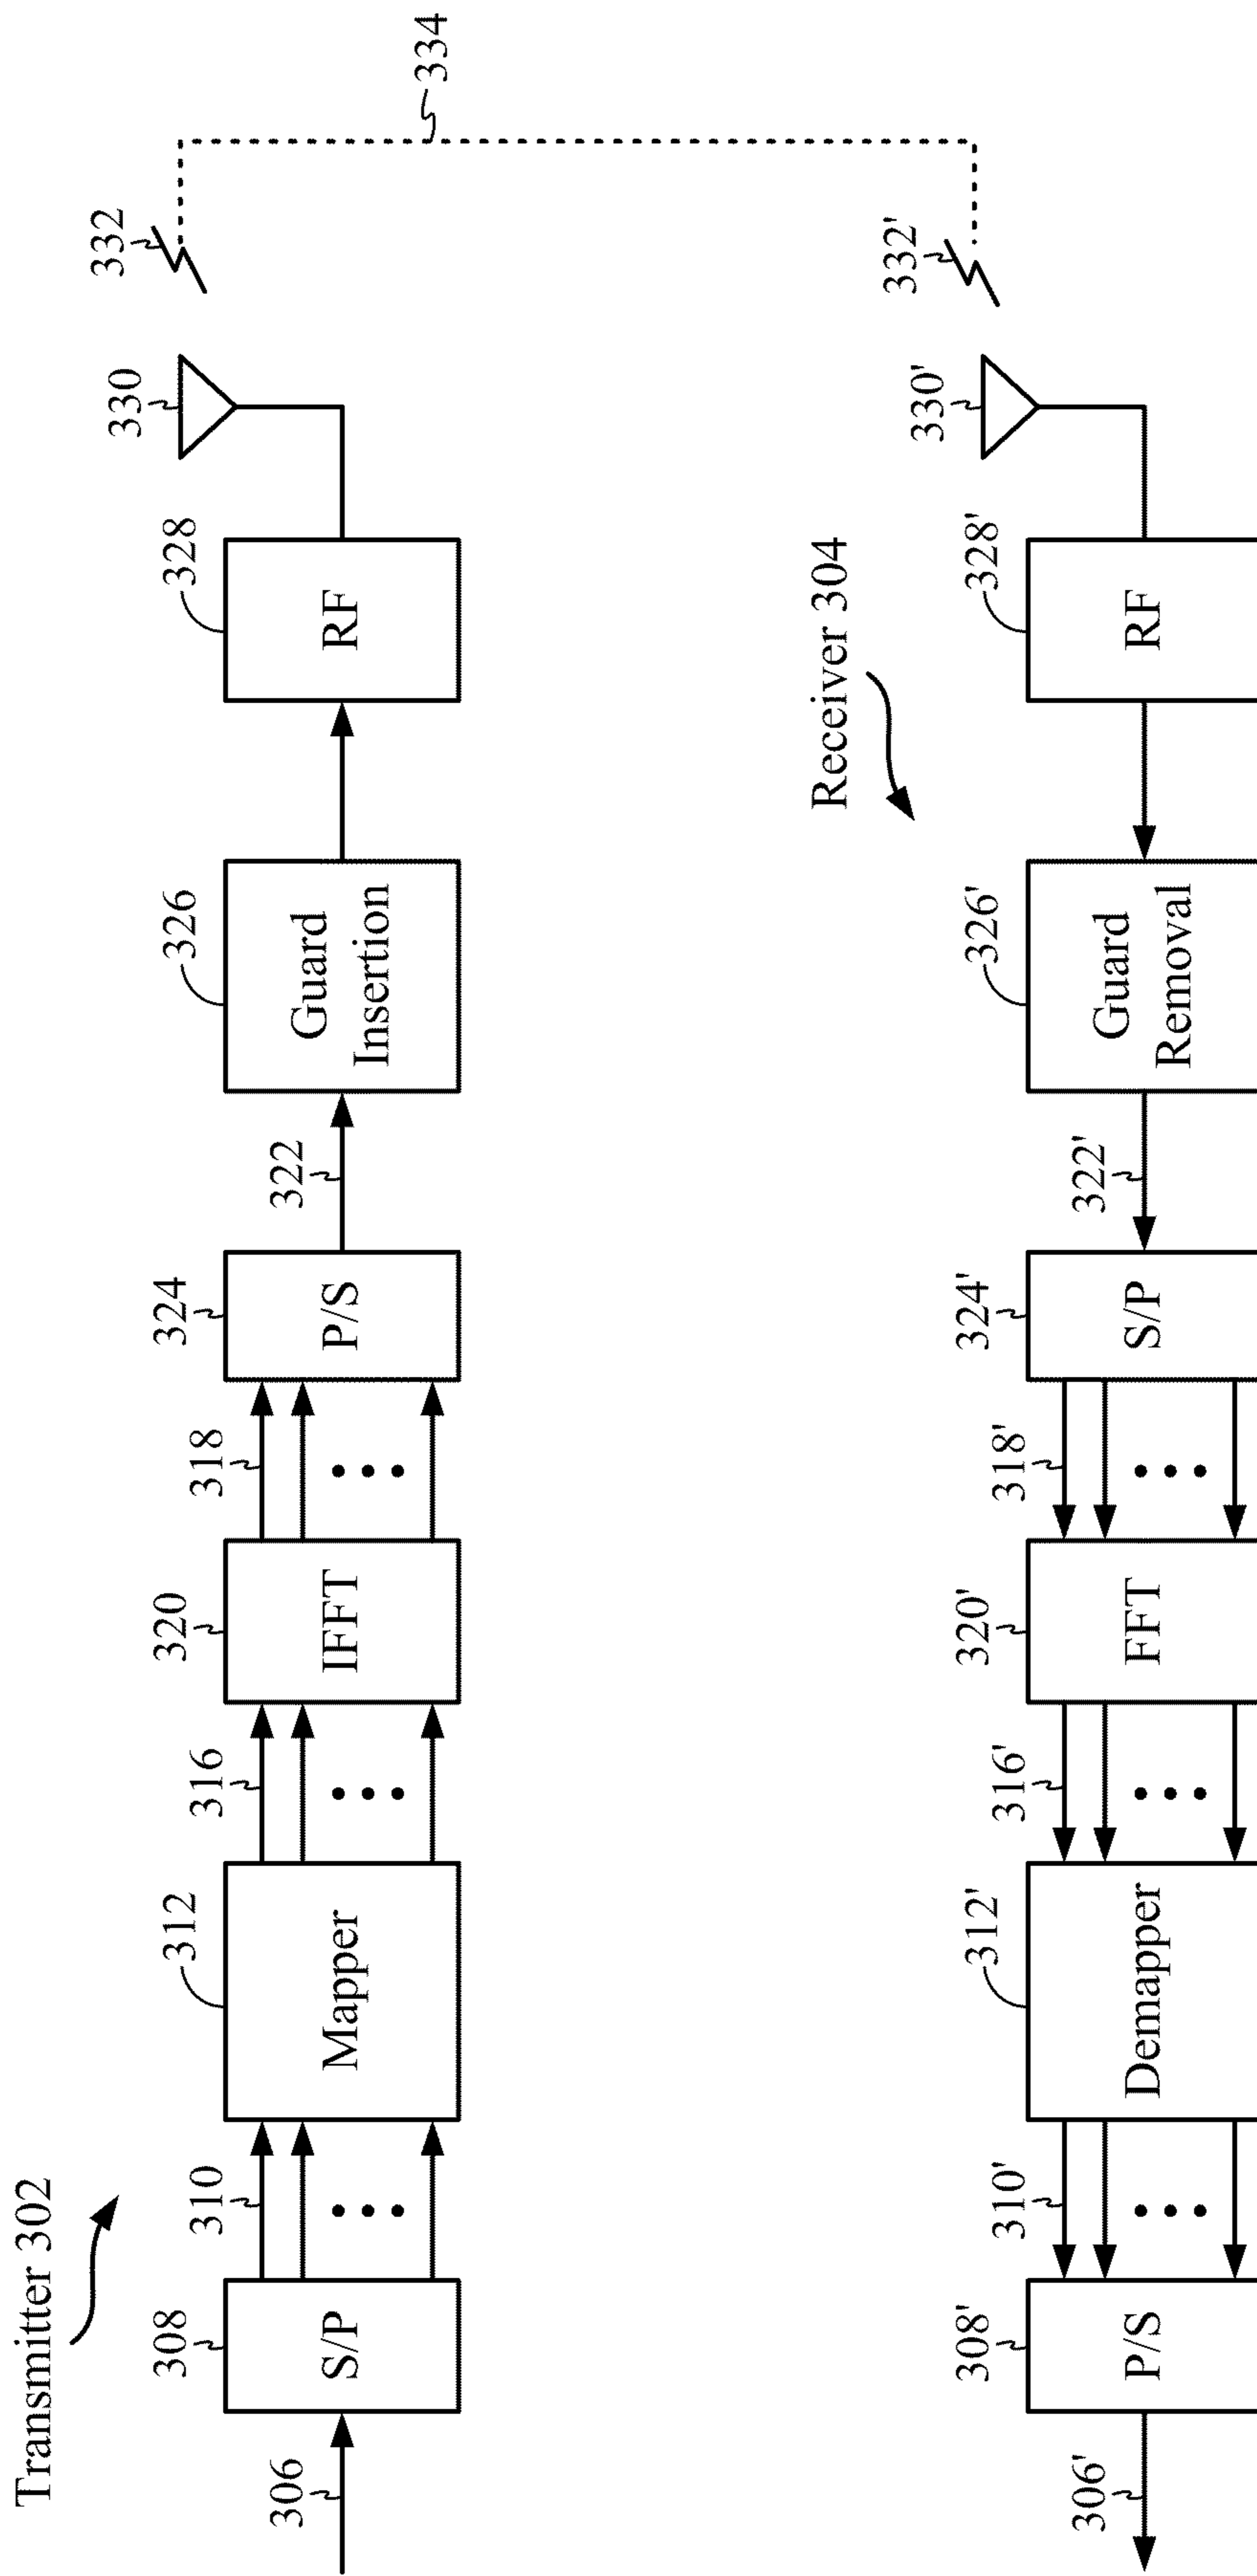 Transmitter 302
306
308
S/P
310
312
Mapper
316
320
IFFT
318
324
P/S
322
326
Guard
Insertion
328
RF
330
332
334
Receiver 304
306'
308'
P/S
310'
312'
Demapper
316'
320'
FFT
318'
324'
S/P
322'
326'
Guard
Removal
328'
RF
330'
332'